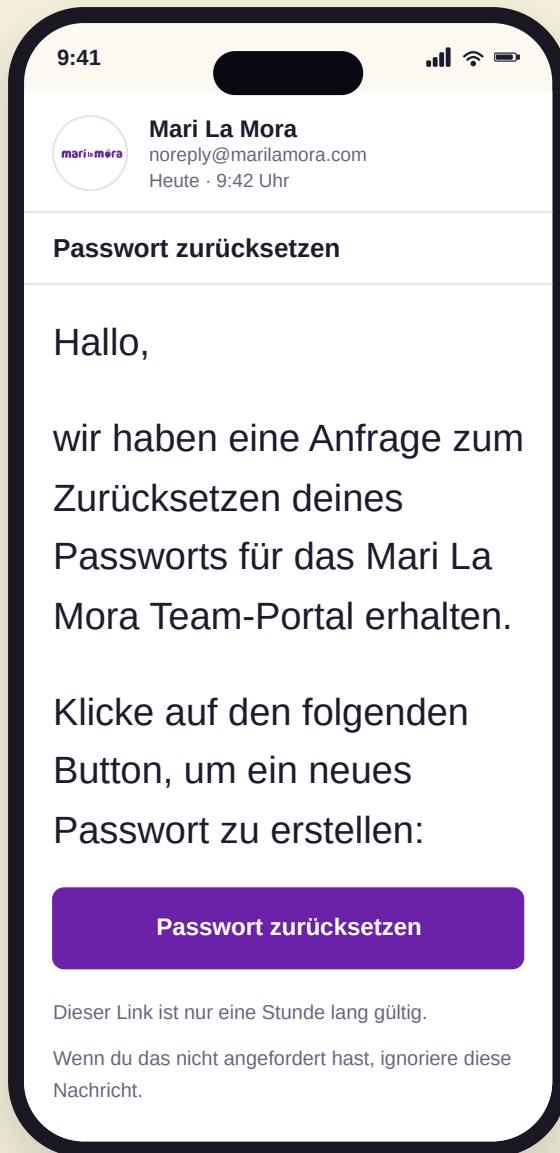 9:41
mari la mora
Mari La Mora
noreply@marilamora.com
Heute · 9:42 Uhr
Passwort zurücksetzen
Hallo,
wir haben eine Anfrage zum
Zurücksetzen deines
Passworts für das Mari La
Mora Team-Portal erhalten.
Klicke auf den folgenden
Button, um ein neues
Passwort zu erstellen:
Passwort zurücksetzen
Dieser Link ist nur eine Stunde lang gültig.
Wenn du das nicht angefordert hast, ignoriere diese
Nachricht.